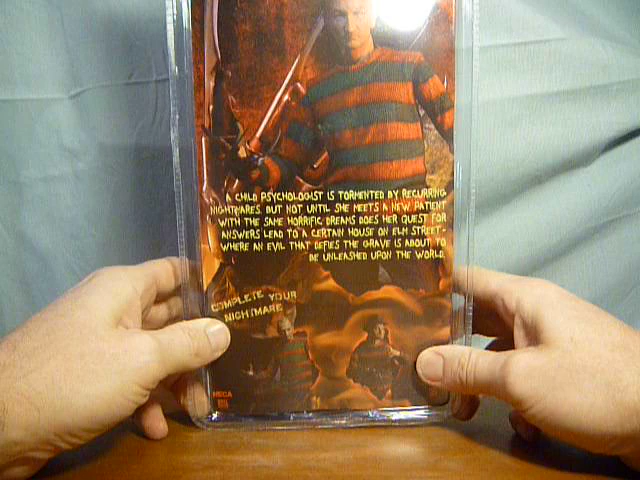 A CHILD PSYCHOLOGIST IS TORMENTED BY RECURRING
NIGHTMARES. BUT NOT UNTIL SHE MEETS A NEW PATIENT
WITH THE SAME HORRIFIC DREAMS DOES HER QUEST FOR
ANSWERS LEAD TO A CERTAIN HOUSE ON ELM STREET-
WHERE AN EVIL THAT DEFIES THE GRAVE IS ABOUT TO
BE UNLEASHED UPON THE WORLD.
COMPLETE YOUR
NIGHTMARE
NECA